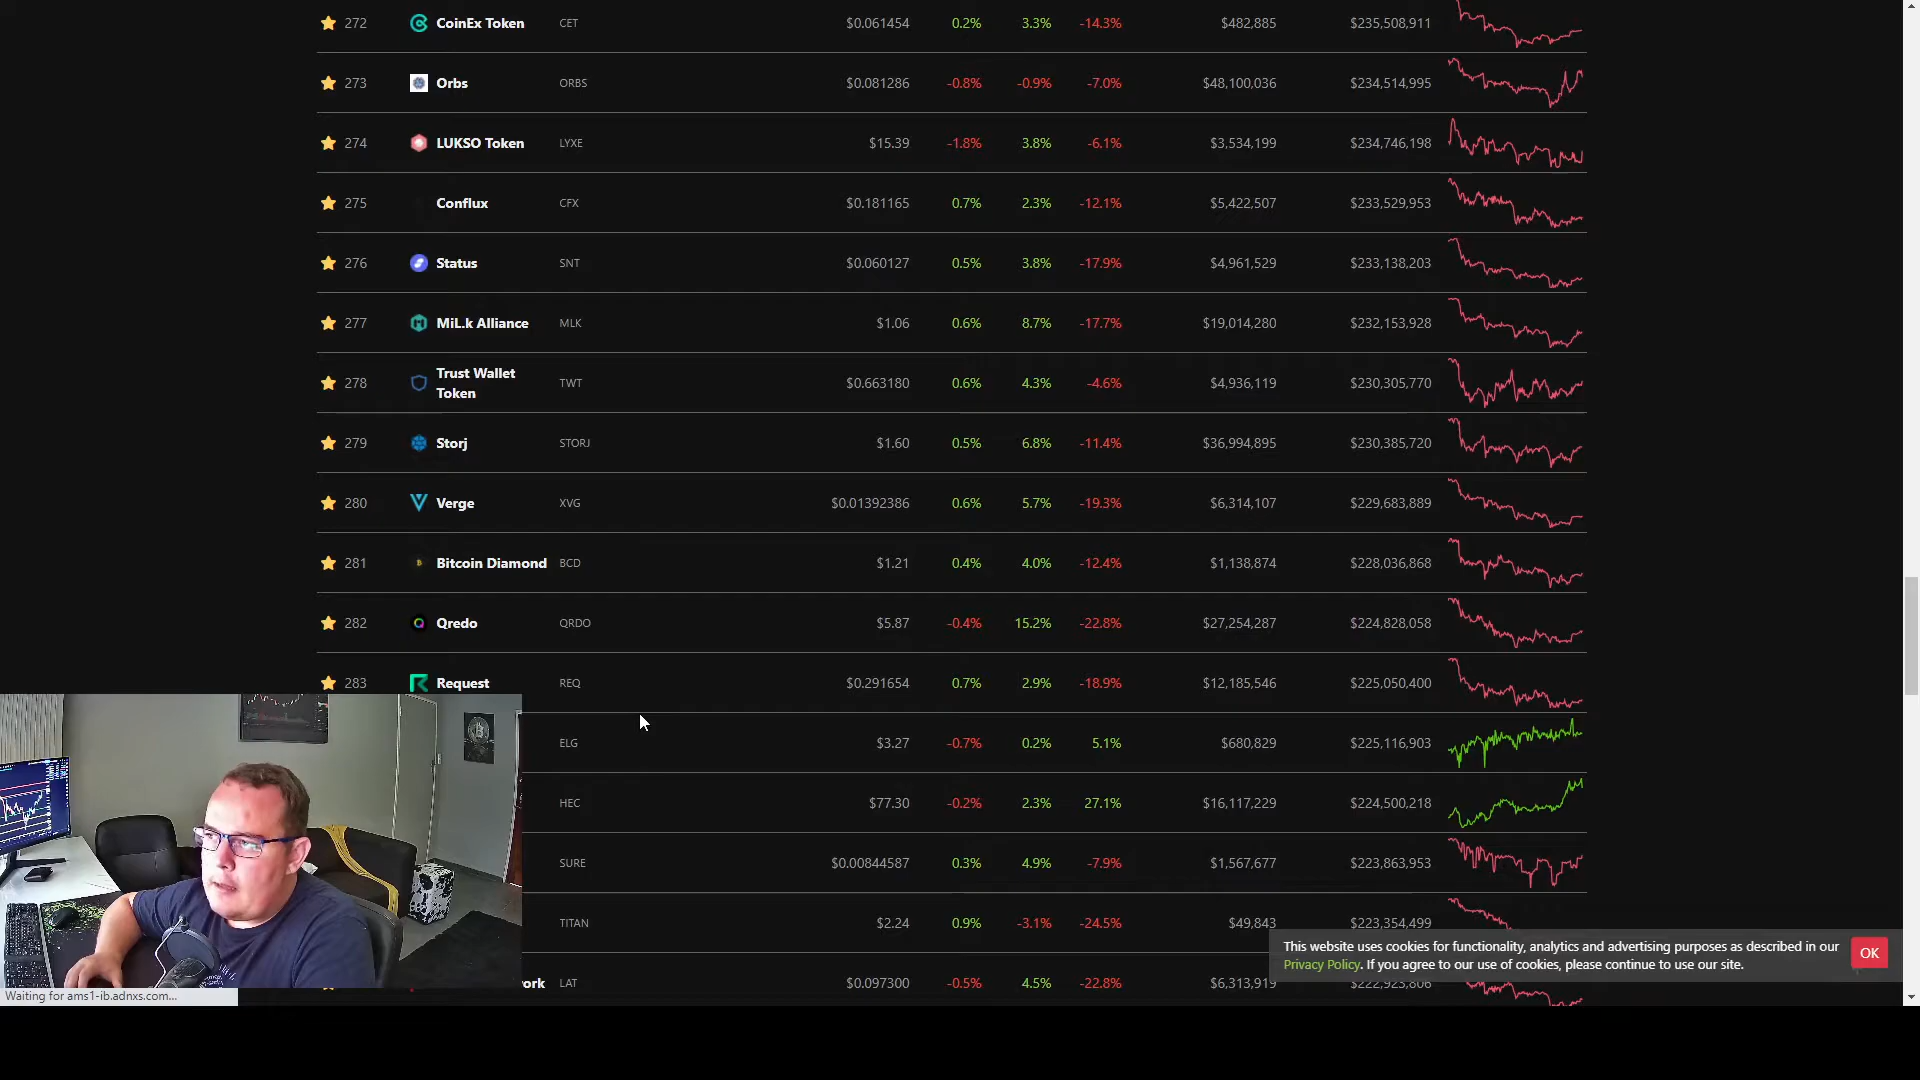 272 CoinEx Token CET $0.061454 0.2% 3.3% -14.3% $482,885 $235,508,911
273 Orbs ORBS $0.081286 -0.8% -0.9% -7.0% $48,100,036 $234,514,995
274 LUKSO Token LYXE $15.39 -1.8% 3.8% -6.1% $3,534,199 $234,746,198
275 Conflux CFX $0.181165 0.7% 2.3% -12.1% $5,422,507 $233,529,953
276 Status SNT $0.060127 0.5% 3.8% -17.9% $4,961,529 $233,138,203
277 MiL.k Alliance MLK $1.06 0.6% 8.7% -17.7% $19,014,280 $232,153,928
278 Trust Wallet Token TWT $0.663180 0.6% 4.3% -4.6% $4,936,119 $230,305,770
279 Storj STORJ $1.60 0.5% 6.8% -11.4% $36,994,895 $230,385,720
280 Verge XVG $0.01392386 0.6% 5.7% -19.3% $6,314,107 $229,683,889
281 Bitcoin Diamond BCD $1.21 0.4% 4.0% -12.4% $1,138,874 $228,036,868
282 Qredo QRDO $5.87 -0.4% 15.2% -22.8% $27,254,287 $224,828,058
283 Request REQ $0.291654 0.7% 2.9% -18.9% $12,185,546 $225,050,400
ELG $3.27 -0.7% 0.2% 5.1% $680,829 $225,116,903
HEC $77.30 -0.2% 2.3% 27.1% $16,117,229 $224,500,218
SURE $0.00844587 0.3% 4.9% -7.9% $1,567,677 $223,863,953
TITAN $2.24 0.9% -3.1% -24.5% $49,843 $223,354,499
This website uses cookies for functionality, analytics and advertising purposes as described in our
Privacy Policy. If you agree to our use of cookies, please continue to use our site.
OK
work LAT $0.097300 -0.5% 4.5% -22.8% $6,313,919 $222,923,806
Waiting for ams1-ib.adnxs.com...